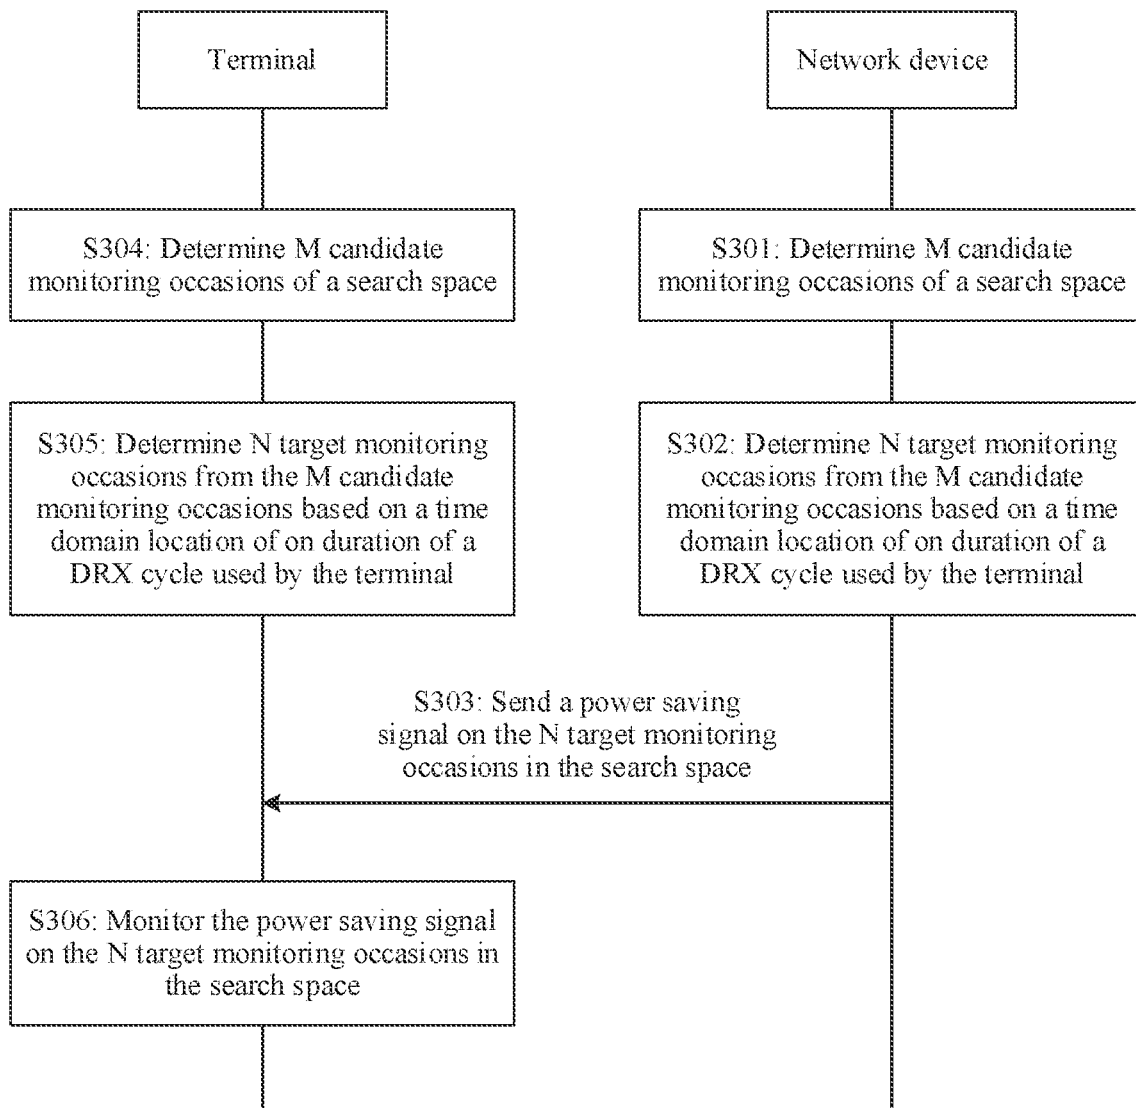 Terminal
Network device
S304: Determine M candidate
monitoring occasions of a search space
S301: Determine M candidate
monitoring occasions of a search space
S305: Determine N target monitoring
occasions from the M candidate
monitoring occasions based on a time
domain location of on duration of a
DRX cycle used by the terminal
S302: Determine N target monitoring
occasions from the M candidate
monitoring occasions based on a time
domain location of on duration of a
DRX cycle used by the terminal
S303: Send a power saving
signal on the N target monitoring
occasions in the search space
S306: Monitor the power saving signal
on the N target monitoring occasions in
the search space